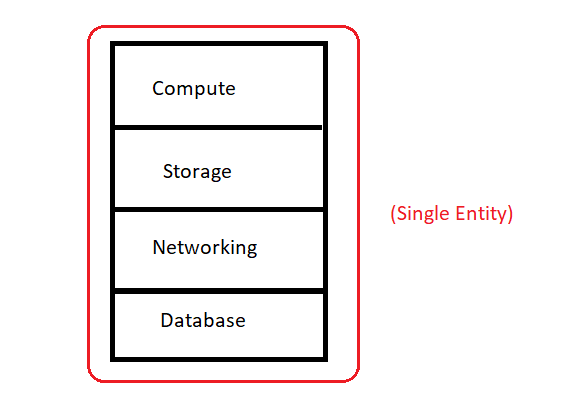 Compute
Storage
(Single Entity)
Networking
Database